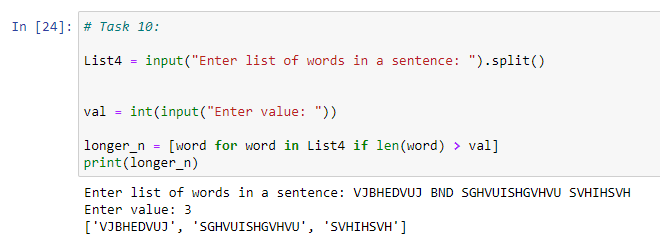 In [24]: # Task 10:
List4 = input("Enter list of words in a sentence: ").split()
val = int(input("Enter value: "))
longer_n = [word for word in List4 if len(word) > val]
print(longer_n)
Enter list of words in a sentence: VJBHEDVUJ BND SGHVUISHGVHVU SVHIHSVH
Enter value: 3
['VJBHEDVUJ', 'SGHVUISHGVHVU', 'SVHIHSVH']